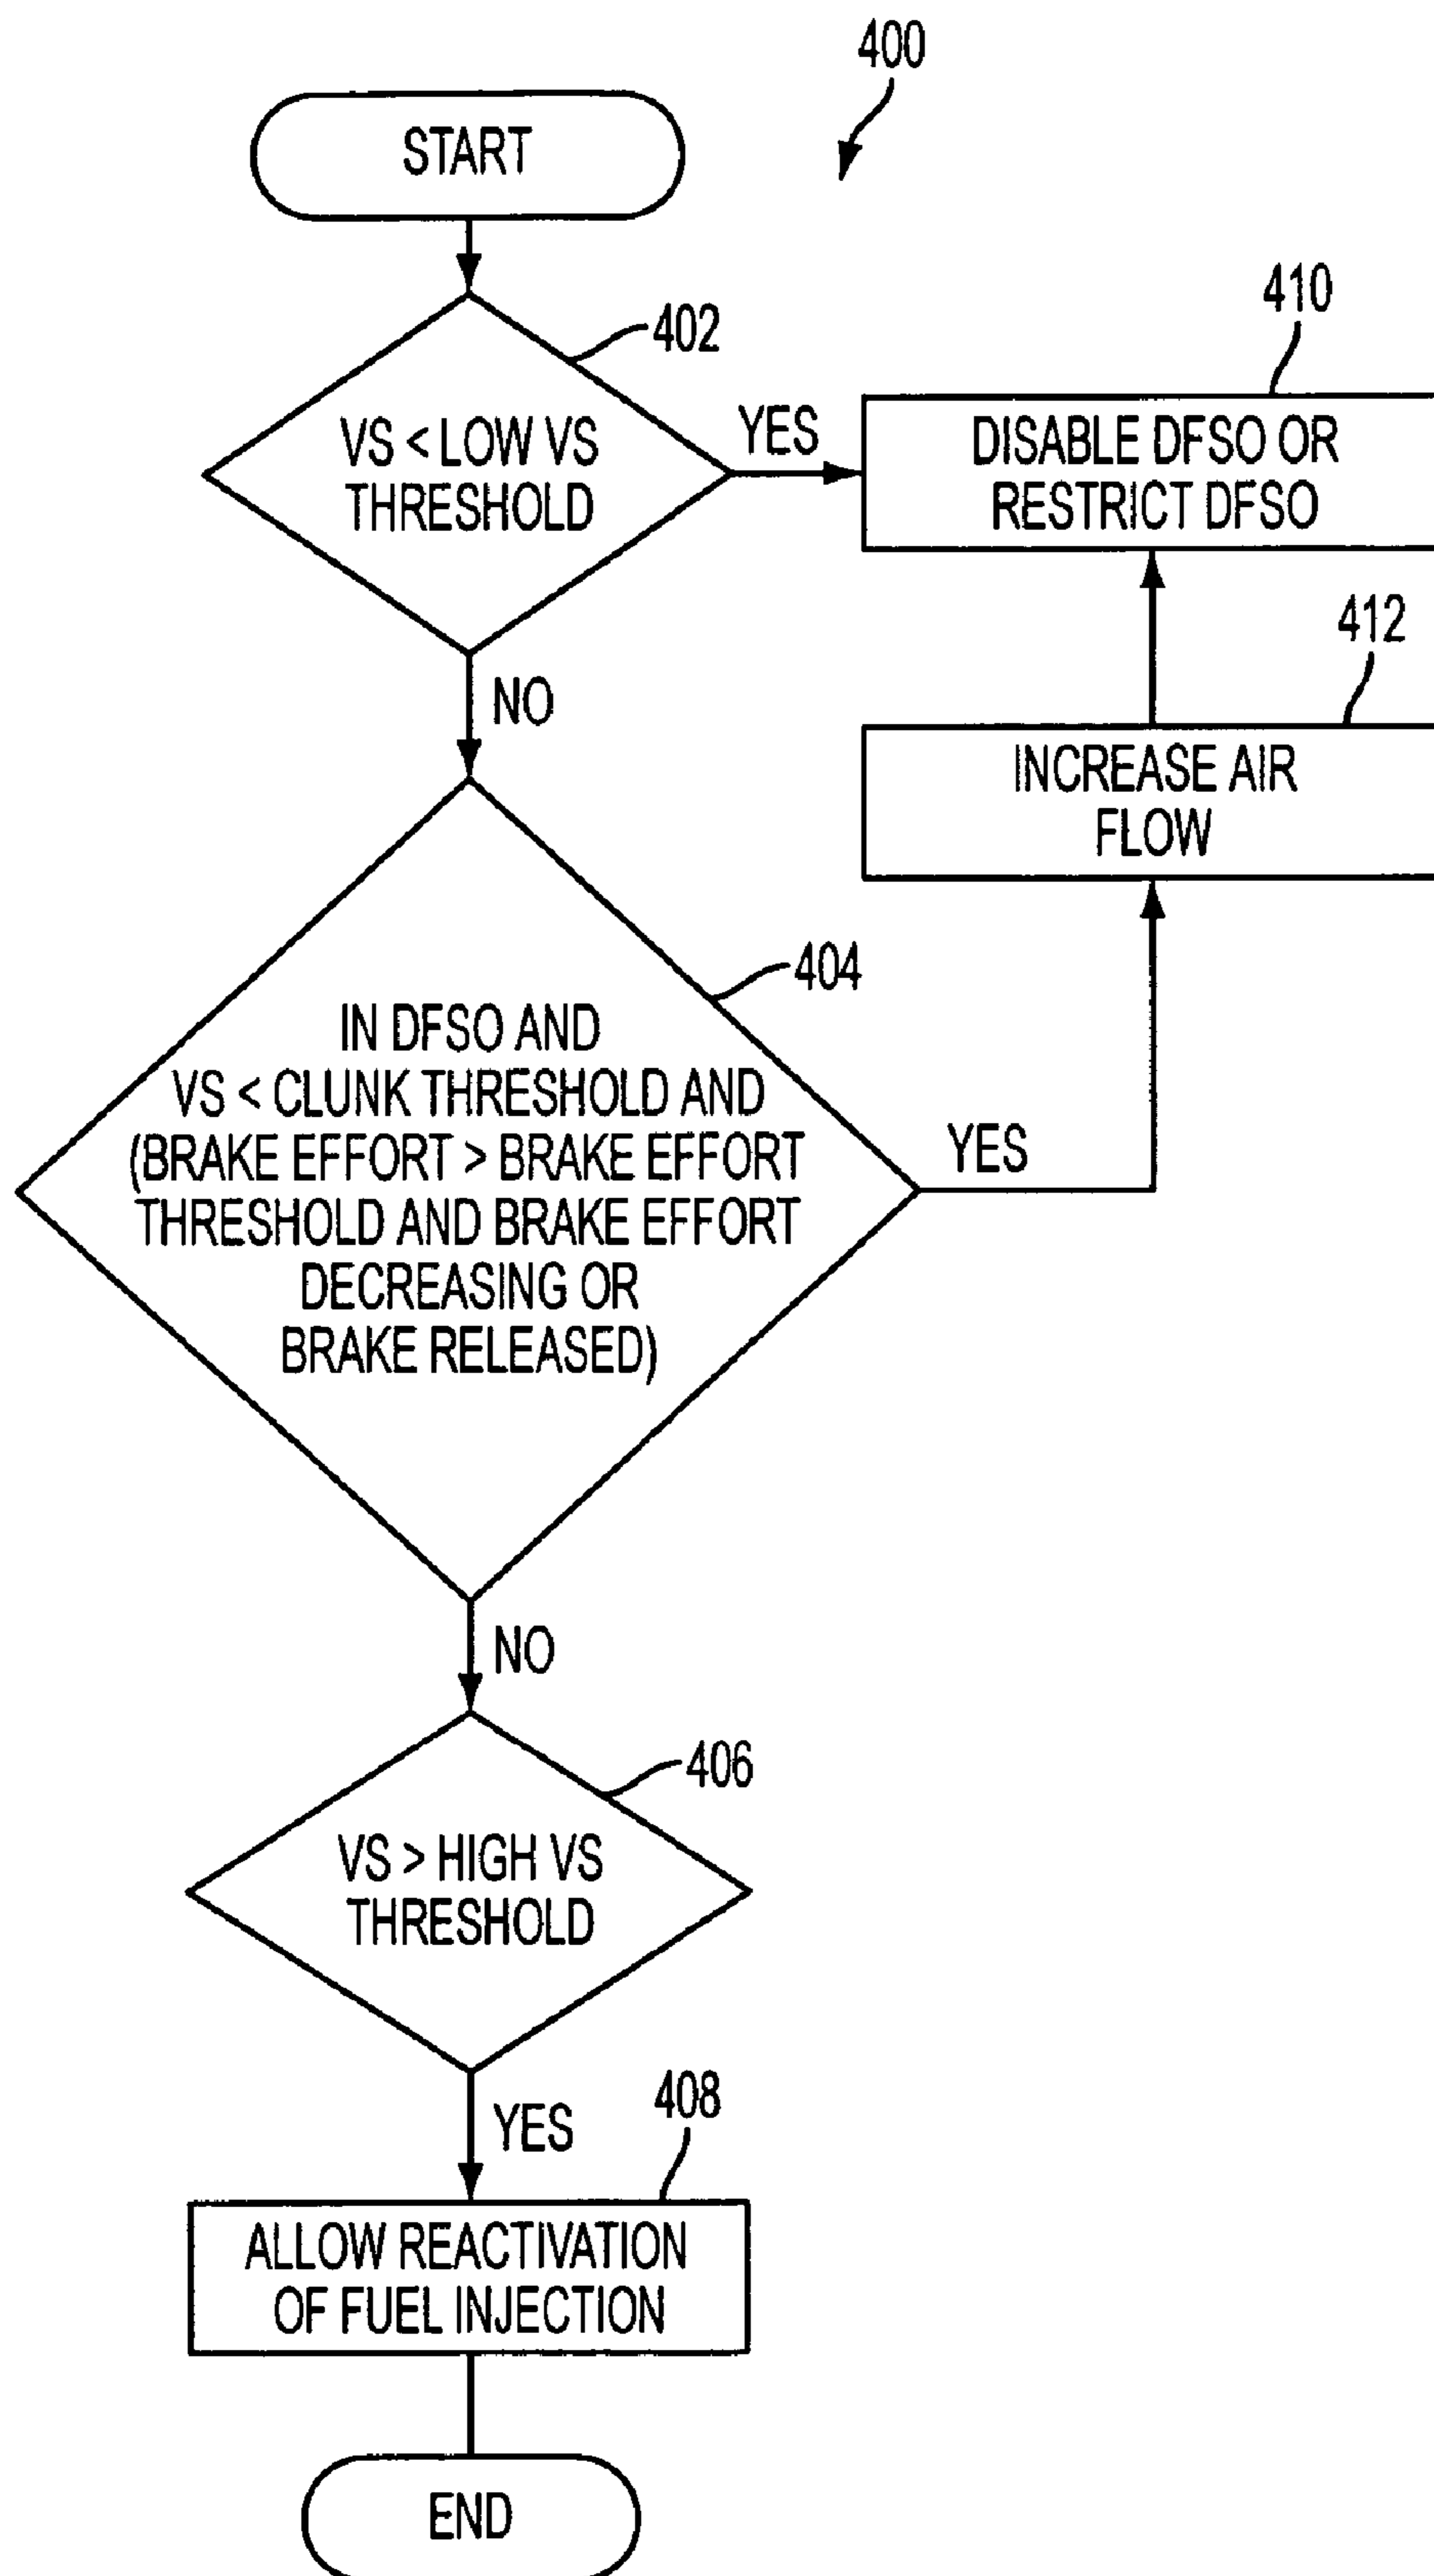 400
START
402
VS < LOW VS
THRESHOLD
YES
410
DISABLE DFSO OR
RESTRICT DFSO
NO
412
INCREASE AIR
FLOW
404
IN DFSO AND
VS < CLUNK THRESHOLD AND
(BRAKE EFFORT > BRAKE EFFORT
THRESHOLD AND BRAKE EFFORT
DECREASING OR
BRAKE RELEASED)
YES
NO
406
VS > HIGH VS
THRESHOLD
YES
408
ALLOW REACTIVATION
OF FUEL INJECTION
END